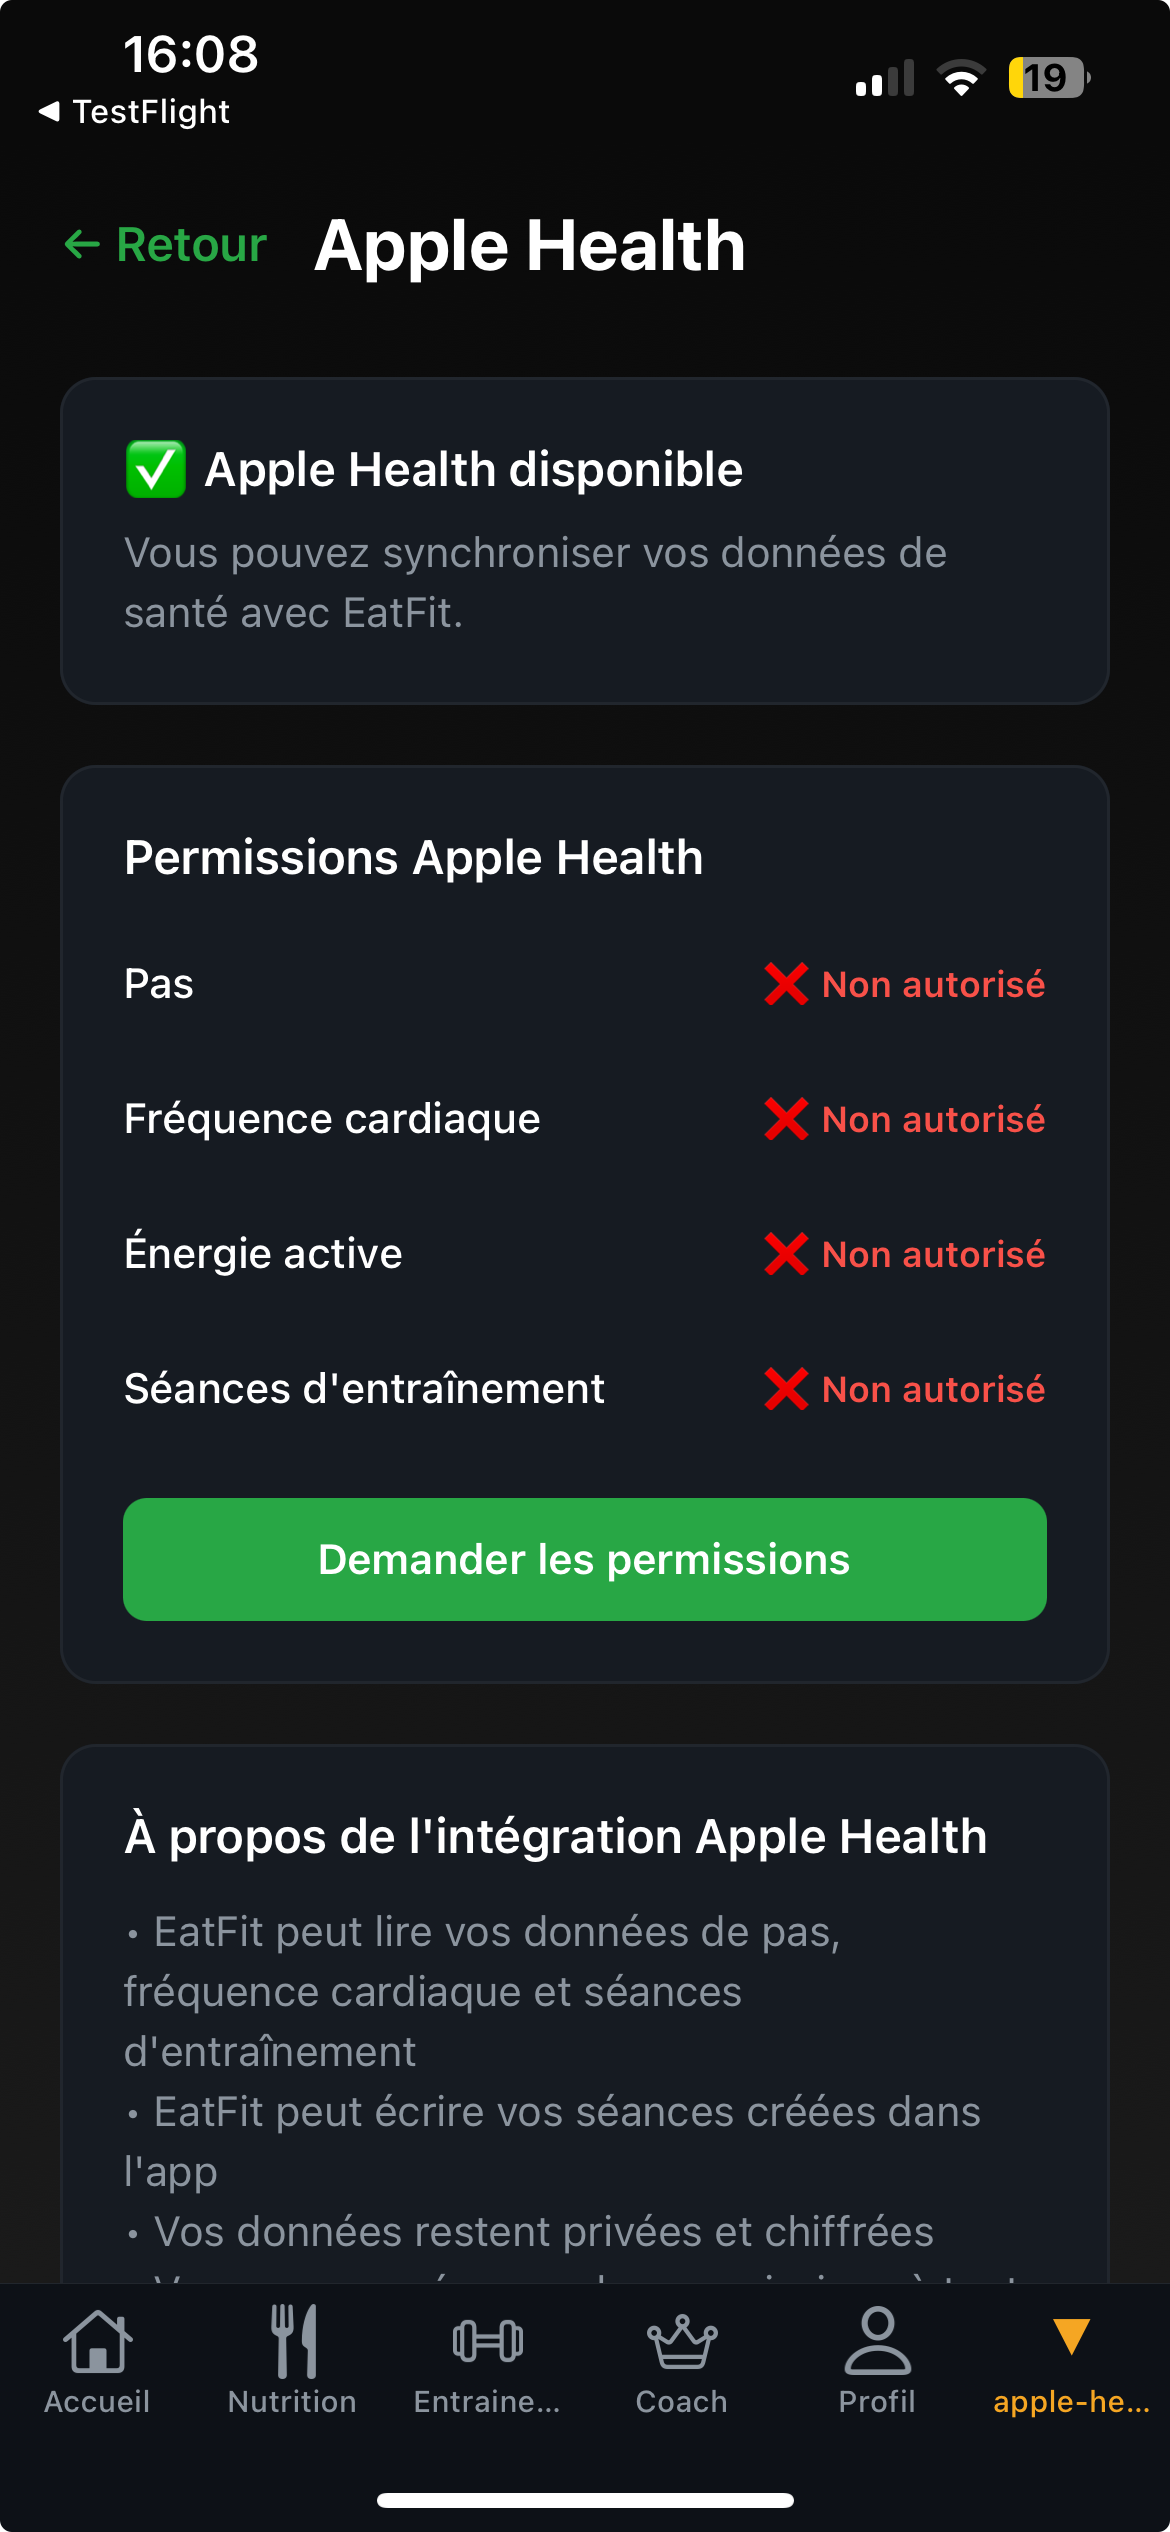 16:08
19
◀ TestFlight
← Retour
Apple Health
✅ Apple Health disponible
Vous pouvez synchroniser vos données de
santé avec EatFit.
Permissions Apple Health
Pas
❌ Non autorisé
Fréquence cardiaque
❌ Non autorisé
Énergie active
❌ Non autorisé
Séances d'entraînement
❌ Non autorisé
Demander les permissions
À propos de l'intégration Apple Health
• EatFit peut lire vos données de pas,
fréquence cardiaque et séances
d'entraînement
• EatFit peut écrire vos séances créées dans
l'app
• Vos données restent privées et chiffrées
Accueil
Nutrition
Entraine...
Coach
Profil
apple-he...